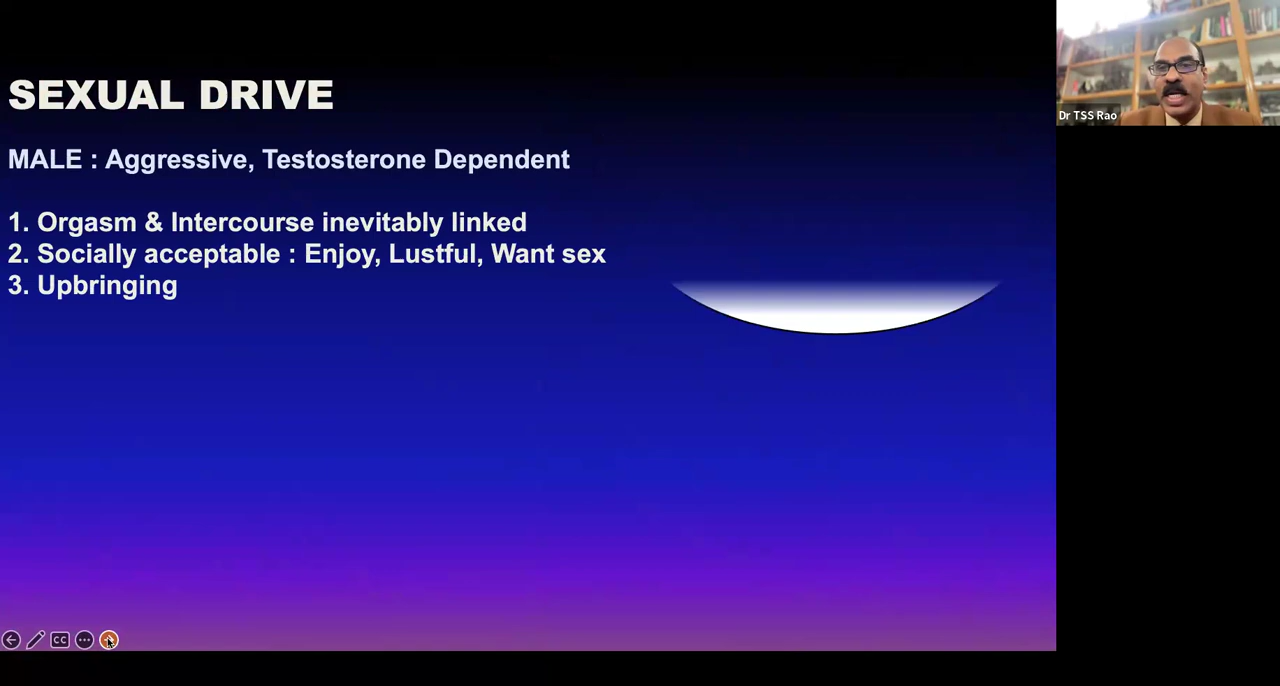 SEXUAL DRIVE
MALE : Aggressive, Testosterone Dependent
1. Orgasm & Intercourse inevitably linked
2. Socially acceptable : Enjoy, Lustful, Want sex
3. Upbringing
Dr TSS Rao
CC